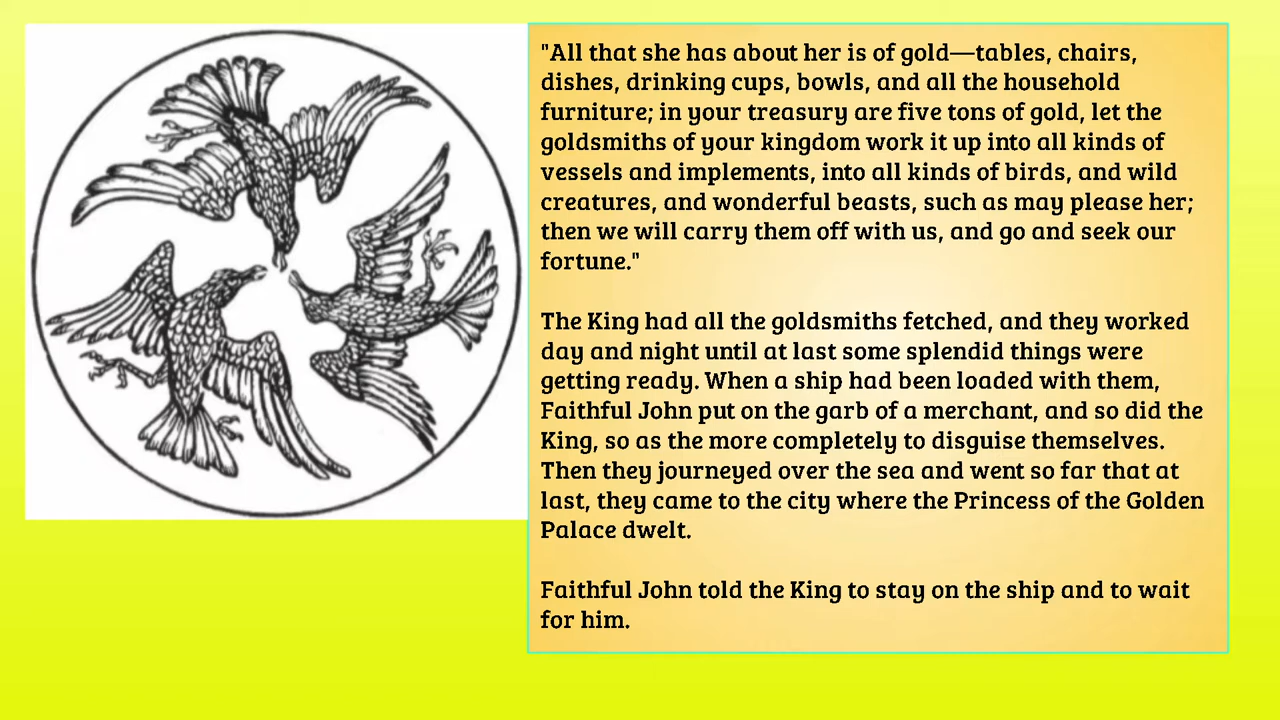 "All that she has about her is of gold—tables, chairs,
dishes, drinking cups, bowls, and all the household
furniture; in your treasury are five tons of gold, let the
goldsmiths of your kingdom work it up into all kinds of
vessels and implements, into all kinds of birds, and wild
creatures, and wonderful beasts, such as may please her;
then we will carry them off with us, and go and seek our
fortune."
The King had all the goldsmiths fetched, and they worked
day and night until at last some splendid things were
getting ready. When a ship had been loaded with them,
Faithful John put on the garb of a merchant, and so did the
King, so as the more completely to disguise themselves.
Then they journeyed over the sea and went so far that at
last, they came to the city where the Princess of the Golden
Palace dwelt.
Faithful John told the King to stay on the ship and to wait
for him.